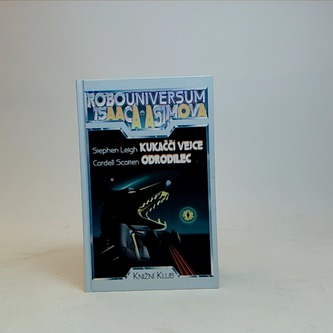 ROBOUNIVERSUM
ISAACA ASIMOVA
Stephen Leigh KUKAČČÍ VEJCE
Cordell Scotten ODRODILEC
KNIŽNÍ KLUB